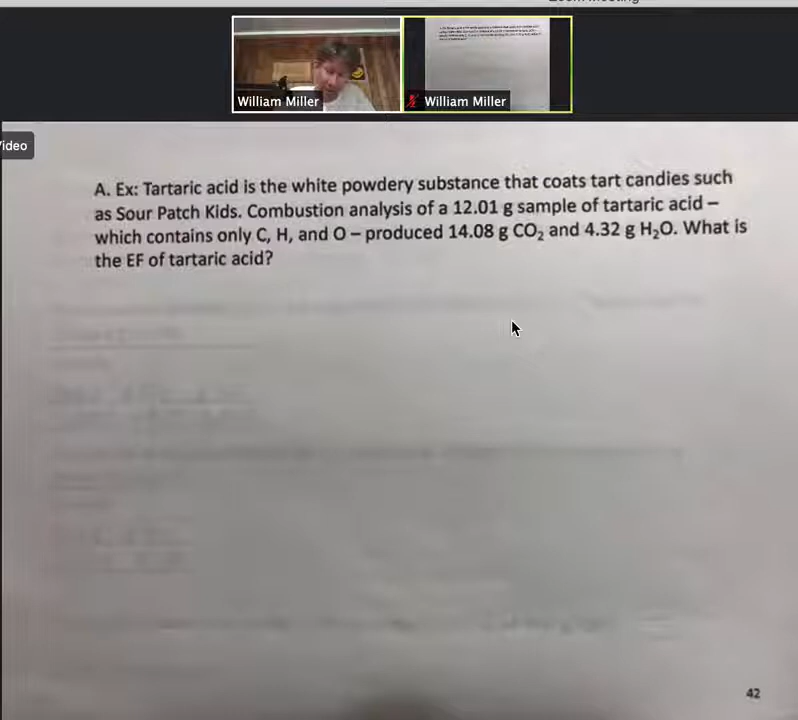 William Miller
William Miller
A. Ex: Tartaric acid is the white powdery substance that coats tart candies such
as Sour Patch Kids. Combustion analysis of a 12.01 g sample of tartaric acid –
which contains only C, H, and O – produced 14.08 g CO₂ and 4.32 g H₂O. What is
the EF of tartaric acid?
42